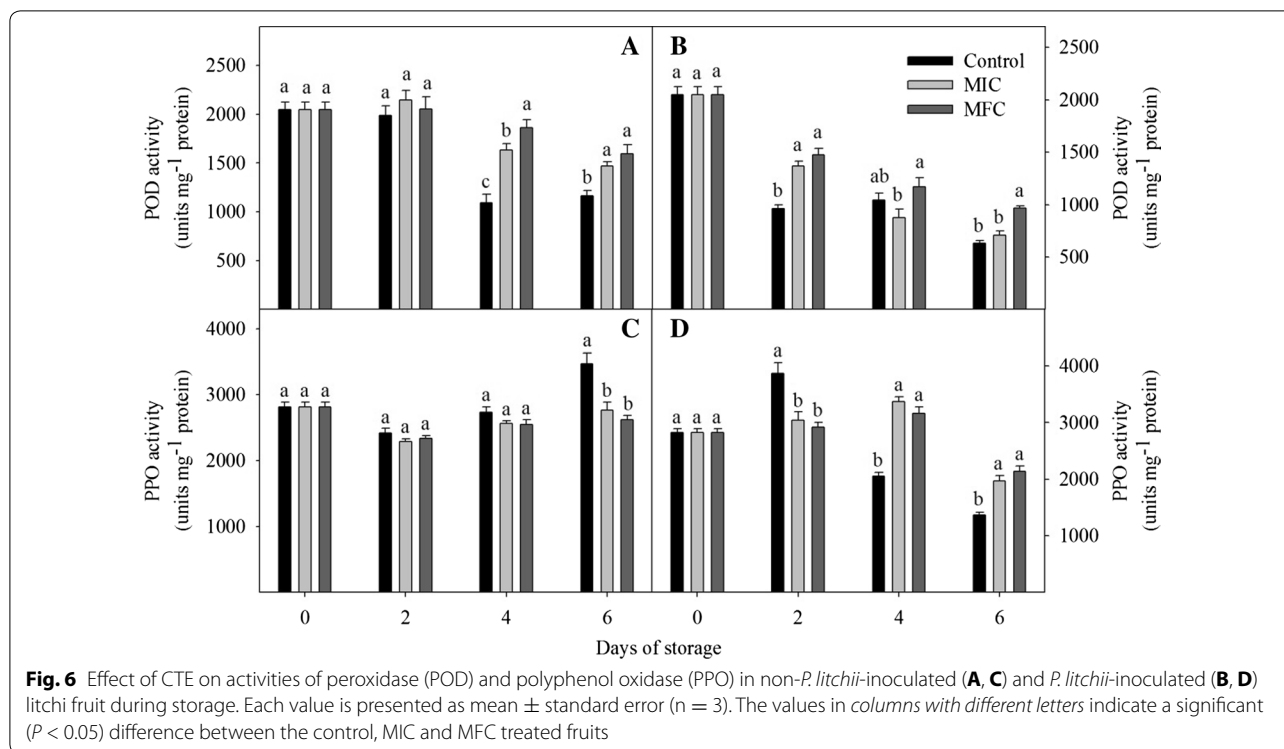 A
B
Control
MIC
MFC
2500
2000
1500
1000
500
POD activity
(units mg-1 protein)
a a a
a a a
c b a
b a a
a a a
b a a
ab b a
b b a
2500
2000
1500
1000
500
POD activity
(units mg-1 protein)
C
D
4000
3000
2000
1000
PPO activity
(units mg-1 protein)
a a a
a a a
a a a
a b b
a a a
a b b
b a a
b a a
4000
3000
2000
1000
PPO activity
(units mg-1 protein)
0 2 4 6 0 2 4 6
Days of storage
Fig. 6 Effect of CTE on activities of peroxidase (POD) and polyphenol oxidase (PPO) in non-P. litchii-inoculated (A, C) and P. litchii-inoculated (B, D)
litchi fruit during storage. Each value is presented as mean ± standard error (n = 3). The values in columns with different letters indicate a significant
(P < 0.05) difference between the control, MIC and MFC treated fruits